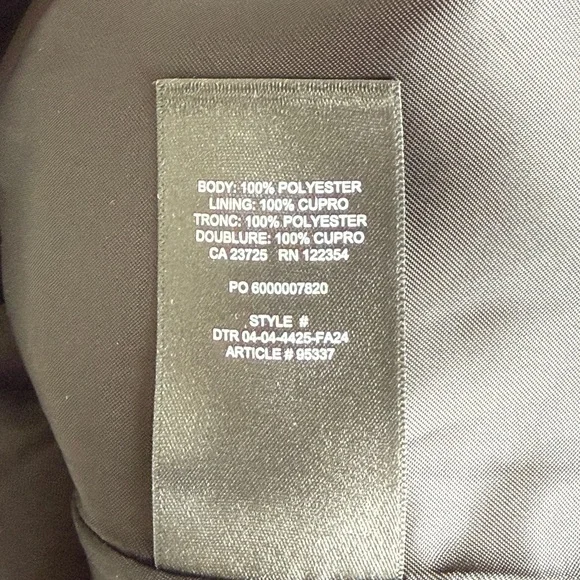 BODY: 100% POLYESTER
LINING: 100% CUPRO
TRONC: 100% POLYESTER
DOUBLURE: 100% CUPRO
CA 23725 RN 122354
PO 6000007820
STYLE #
DTR 04-04-4425-FA24
ARTICLE # 95337